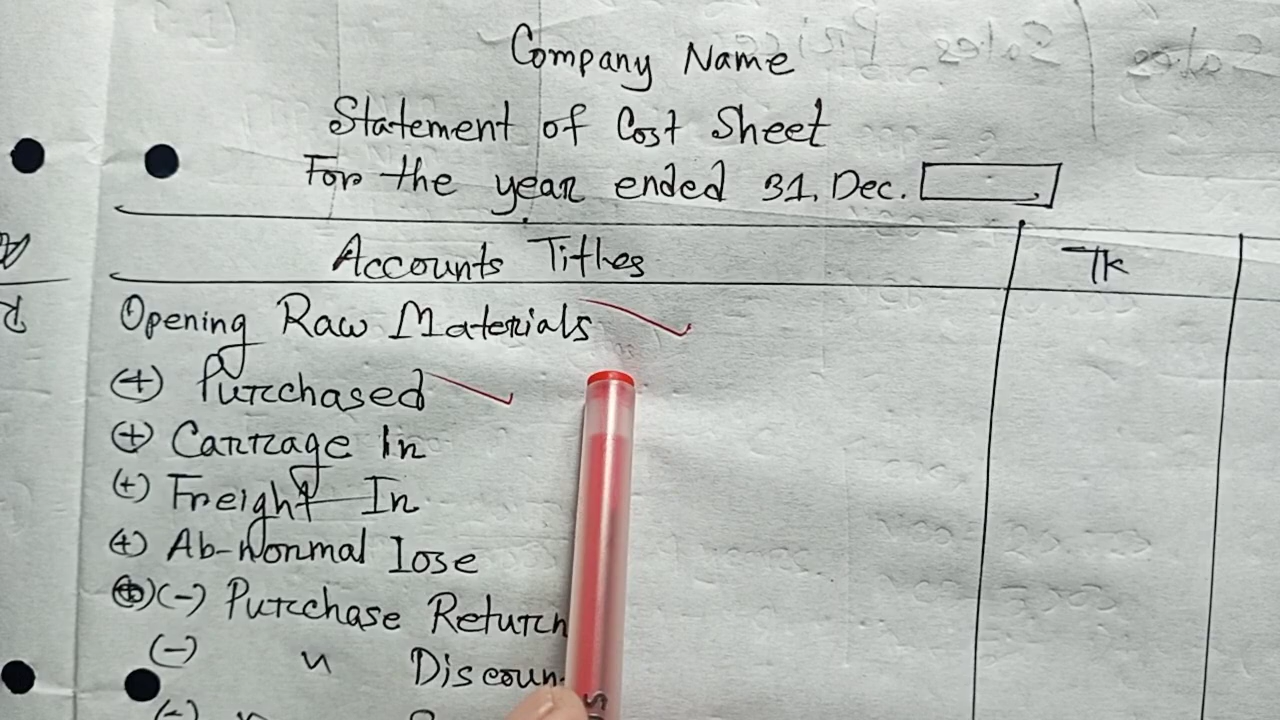 Company Name
Statement of Cost Sheet
For the year ended 31. Dec.
Accounts Titles
Tk
Opening Raw Materials
(+) Purchased
(+) Carrage In
(+) Freight In
(+) Ab-normal lose
(-) Purchase Return
(-) " Discoun
(-) "